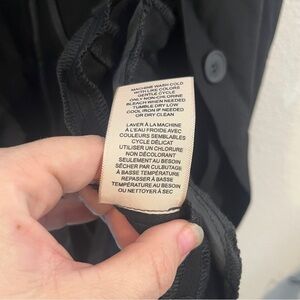 MACHINE WASH COLD
WITH LIKE COLORS
GENTLE CYCLE
ONLY NON-CHLORINE
BLEACH WHEN NEEDED
TUMBLE DRY LOW
COOL IRON IF NEEDED
OR DRY CLEAN
LAVER À LA MACHINE
A L'EAU FROIDE AVEC
COULEURS SEMBLABLES
CYCLE DÉLICAT
UTILISER UN CHLORURE
NON DÉCOLORANT
SEULEMENT AU BESOIN
SÉCHER PAR CULBUTAGE
À BASSE TEMPÉRATURE
REPASSER À BASSE
TEMPÉRATURE AU BESOIN
OU NETTOYER À SEC